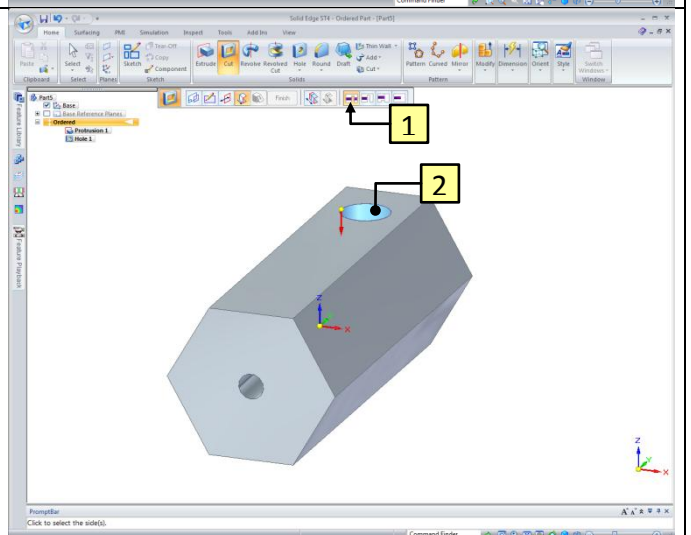 Command Finder
Solid Edge ST4 - Ordered Part - [Part5]
Home Surfacing PMI Simulation Inspect Tools Add Ins View
Paste Select Sketch Tear-Off Copy Component Extrude Cut Revolve Revolved Cut Hole Round Draft Thin Wall Add Cut Pattern Curved Mirror Modify Dimension Orient Style Switch Windows
Clipboard Select Planes Sketch Solids Pattern Window
Part5
Base
Base Reference Planes
Ordered
Protrusion 1
Hole 1
Finish
1
2
Feature Library
Feature Playback
z
x
Z
Y
x
PromptBar
Click to select the side(s).
Command Finder